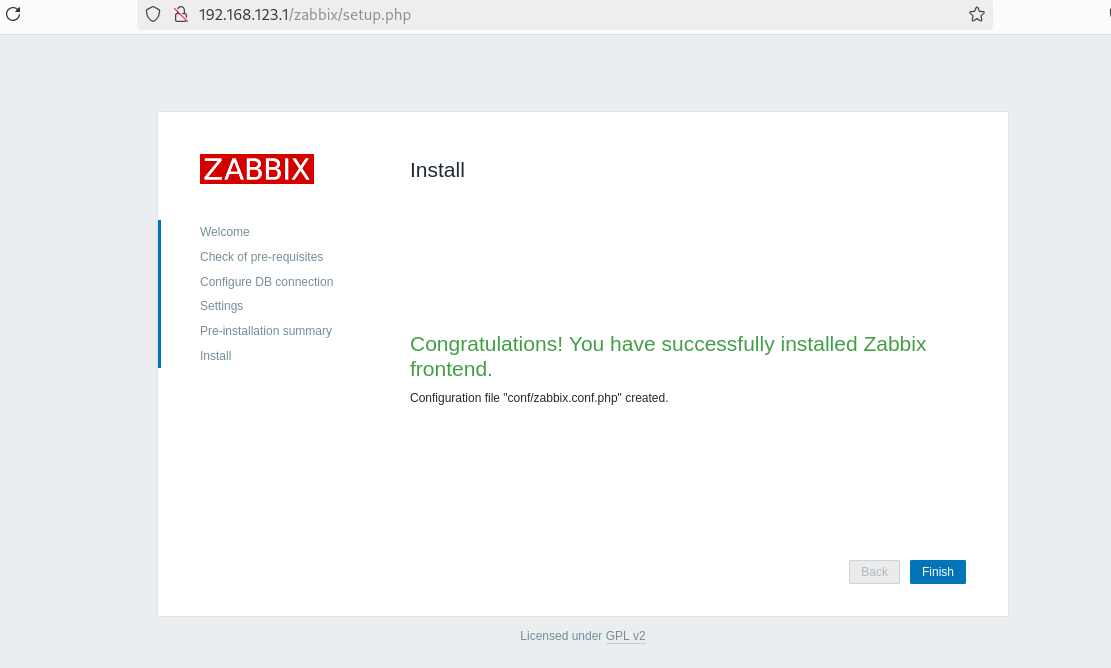 192.168.123.1/zabbix/setup.php
ZABBIX
Install
Welcome
Check of pre-requisites
Configure DB connection
Settings
Pre-installation summary
Install
Congratulations! You have successfully installed Zabbix
frontend.
Configuration file "conf/zabbix.conf.php" created.
Back
Finish
Licensed under GPL v2